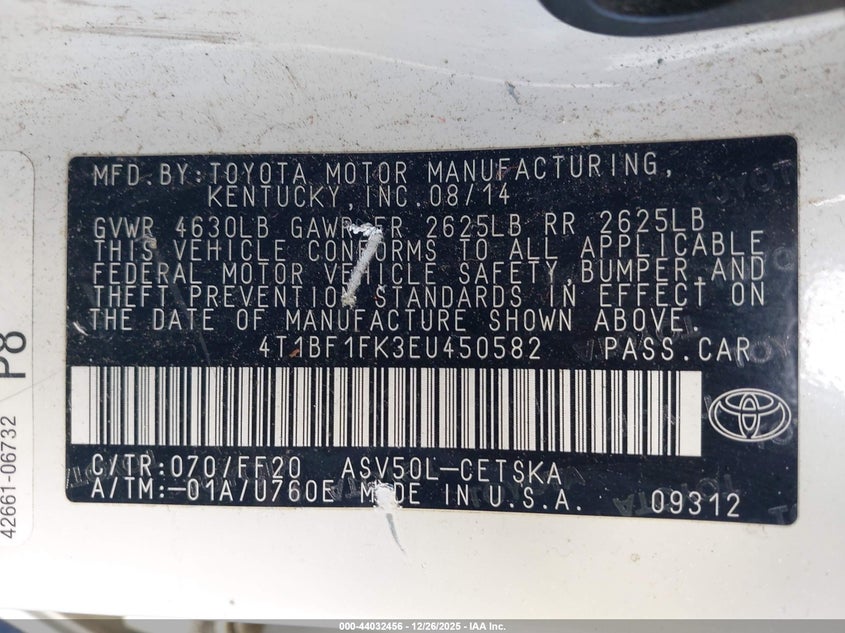 MFD.BY:TOYOTA MOTOR MANUFACTURING,
KENTUCKY,INC.08/14
GVWR 4630LB GAWR FR 2625LB RR 2625LB
THIS VEHICLE CONFORMS TO ALL APPLICABLE
FEDERAL MOTOR VEHICLE SAFETY,BUMPER,AND
THEFT PREVENTION STANDARDS IN EFFECT ON
THE DATE OF MANUFACTURE SHOWN ABOVE.
4T1BF1FK3EU450582 PASS.CAR
C/TR:070/FF20 ASV50L-CETSKA
A/TM:-01A/U760E MADE IN U.S.A. 09312
P8
42661-06732
000-44032456 • 12/26/2025 • IAA Inc.